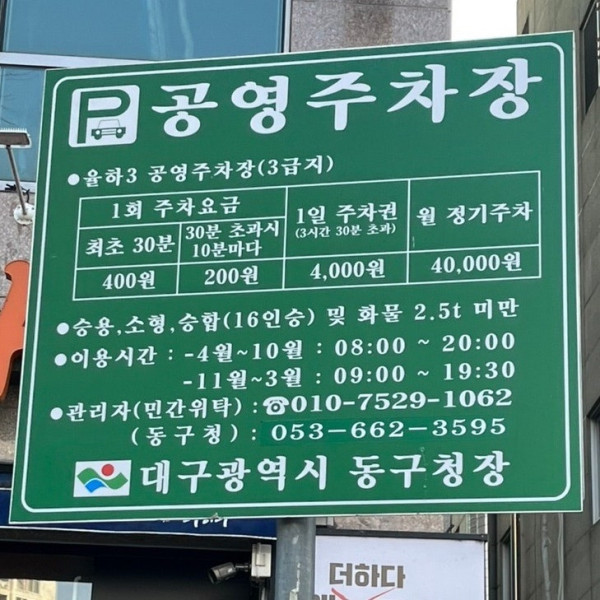 P 공영주차장
●율하3 공영주차장(3급지)
1회 주차요금 1일 주차권 (3시간 30분 초과) 월 정기주차
최초 30분 30분 초과시 10분마다
400원 200원 4,000원 40,000원
●승용,소형,승합(16인승) 및 화물 2.5t 미만
●이용시간 : -4월~10월 : 08:00 ~ 20:00
-11월~3월 : 09:00 ~ 19:30
●관리자(민간위탁) : ☎010-7529-1062
(동구청) : 053-662-3595
대구광역시 동구청장
더하다